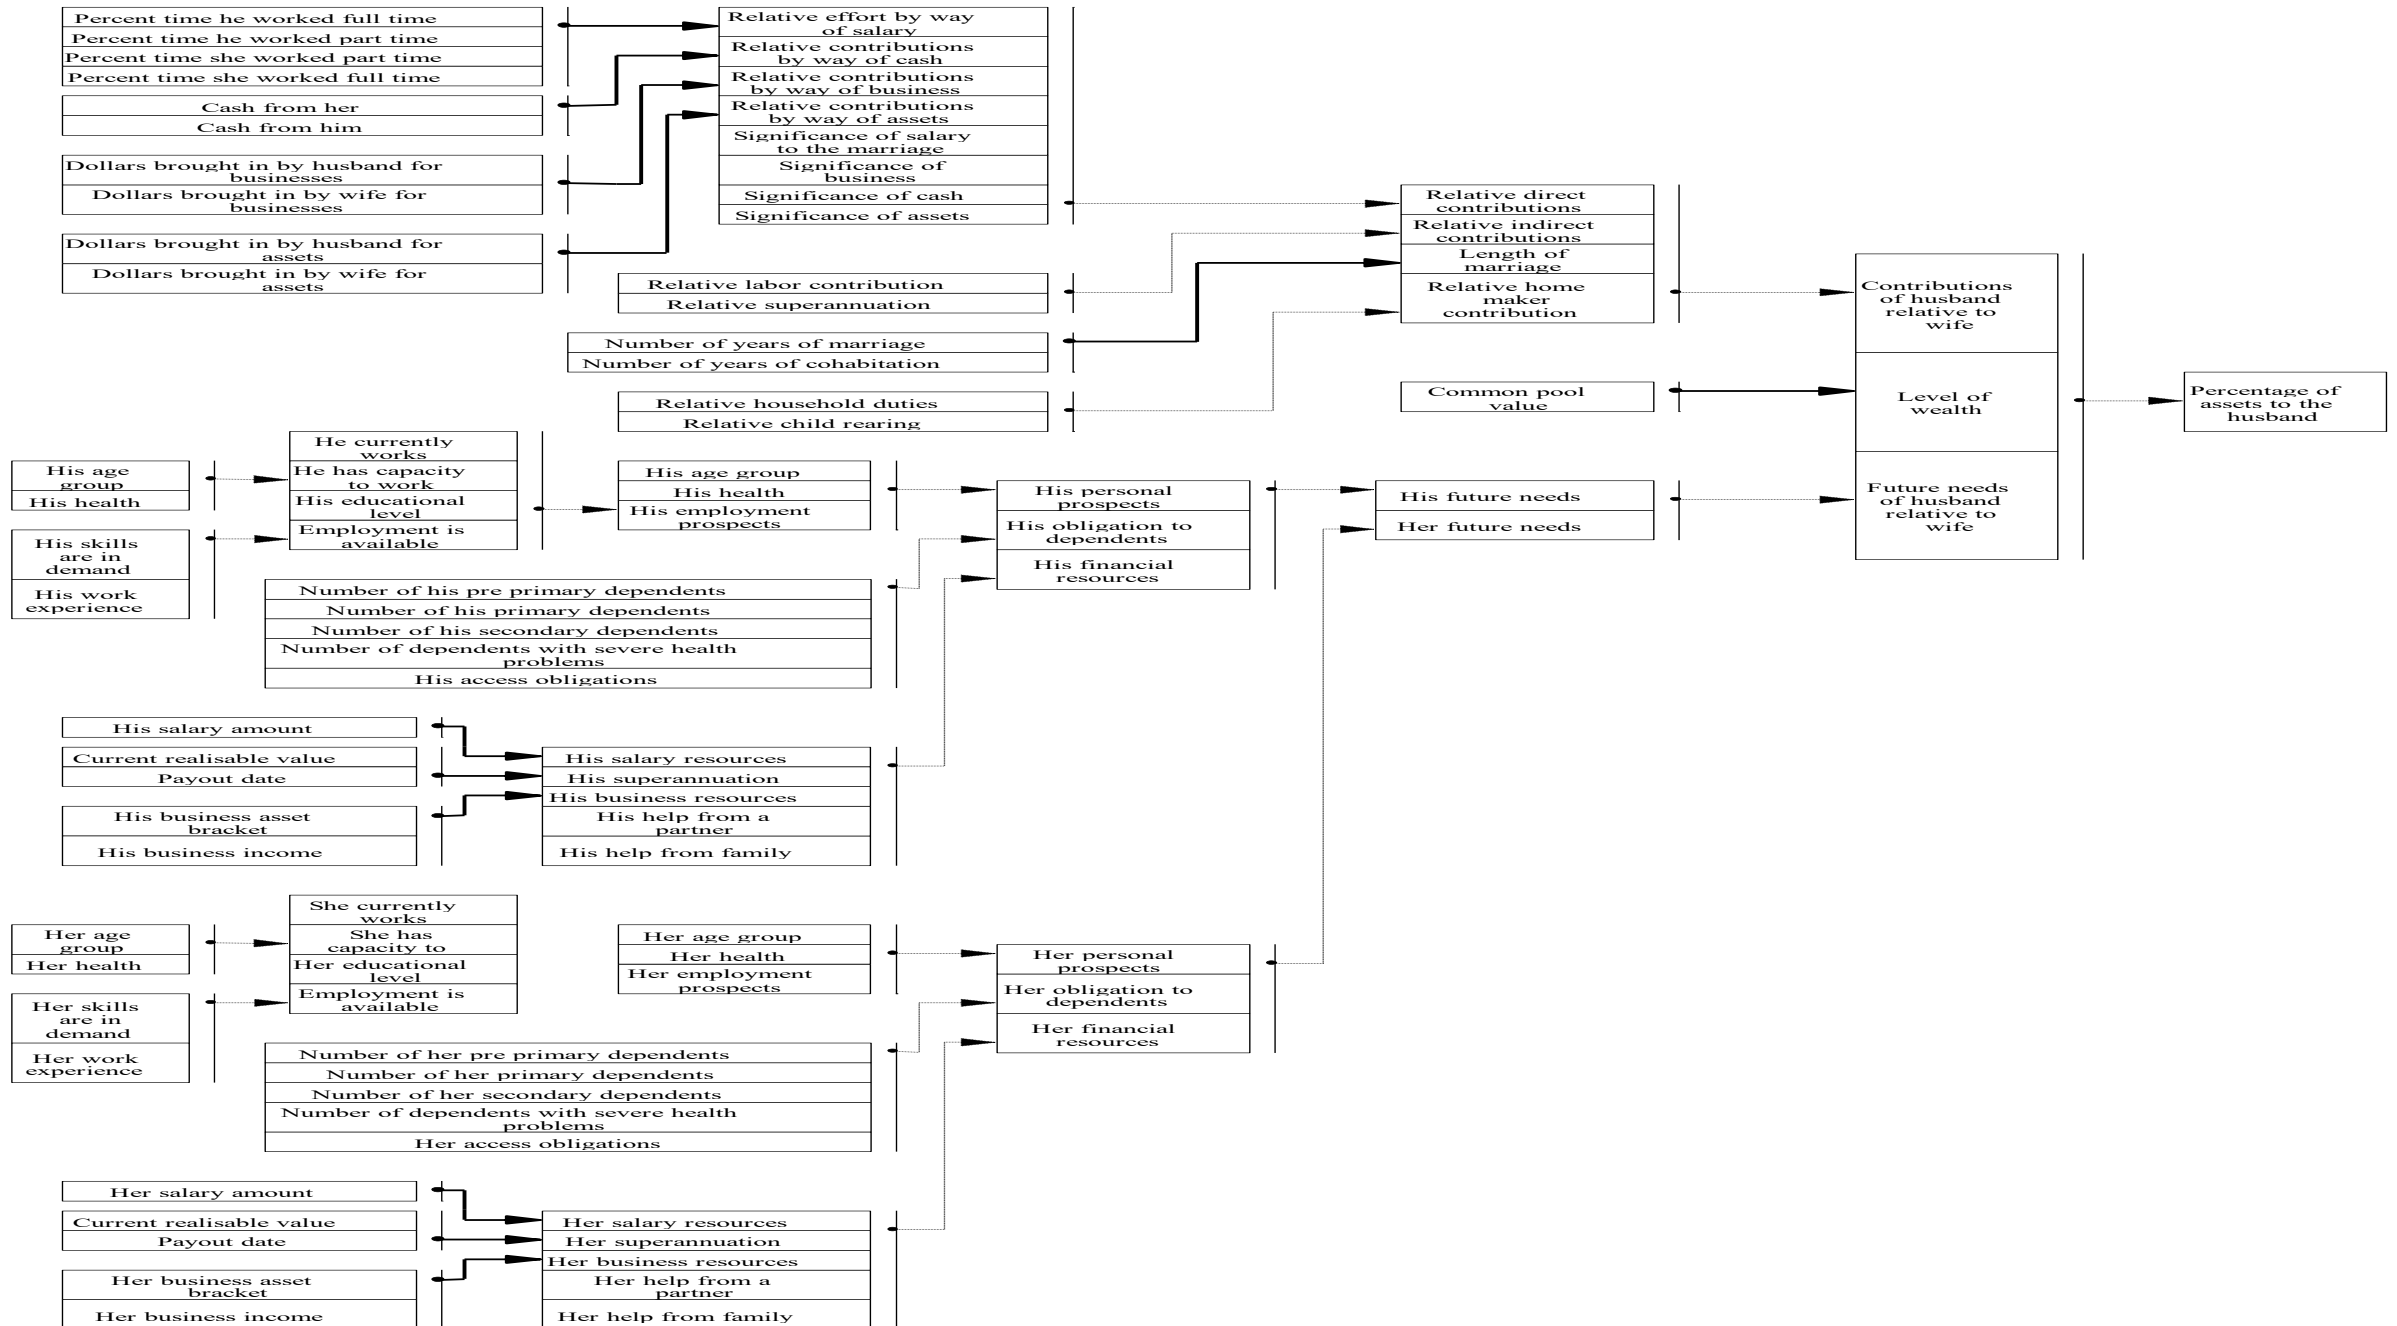 Percent time he worked full time
Percent time he worked part time
Percent time she worked part time
Percent time she worked full time
Cash from her
Cash from him
Dollars brought in by husband for
businesses
Dollars brought in by wife for
businesses
Dollars brought in by husband for
assets
Dollars brought in by wife for
assets
Relative effort by way
of salary
Relative contributions
by way of cash
Relative contributions
by way of business
Relative contributions
by way of assets
Significance of salary
to the marriage
Significance of
business
Significance of cash
Significance of assets
Relative labor contribution
Relative superannuation
Number of years of marriage
Number of years of cohabitation
Relative household duties
Relative child rearing
Relative direct
contributions
Relative indirect
contributions
Length of
marriage
Relative home
maker
contribution
Common pool
value
Contributions
of husband
relative to
wife
Level of
wealth
Future needs
of husband
relative to
wife
Percentage of
assets to the
husband
His age
group
His health
His skills
are in
demand
His work
experience
He currently
works
He has capacity
to work
His educational
level
Employment is
available
His age group
His health
His employment
prospects
His personal
prospects
His obligation to
dependents
His financial
resources
His future needs
Her future needs
Number of his pre primary dependents
Number of his primary dependents
Number of his secondary dependents
Number of dependents with severe health
problems
His access obligations
His salary amount
Current realisable value
Payout date
His business asset
bracket
His business income
His salary resources
His superannuation
His business resources
His help from a
partner
His help from family
Her age
group
Her health
Her skills
are in
demand
Her work
experience
She currently
works
She has
capacity to
Her educational
level
Employment is
available
Her age group
Her health
Her employment
prospects
Her personal
prospects
Her obligation to
dependents
Her financial
resources
Number of her pre primary dependents
Number of her primary dependents
Number of her secondary dependents
Number of dependents with severe health
problems
Her access obligations
Her salary amount
Current realisable value
Payout date
Her business asset
bracket
Her business income
Her salary resources
Her superannuation
Her business resources
Her help from a
partner
Her help from family